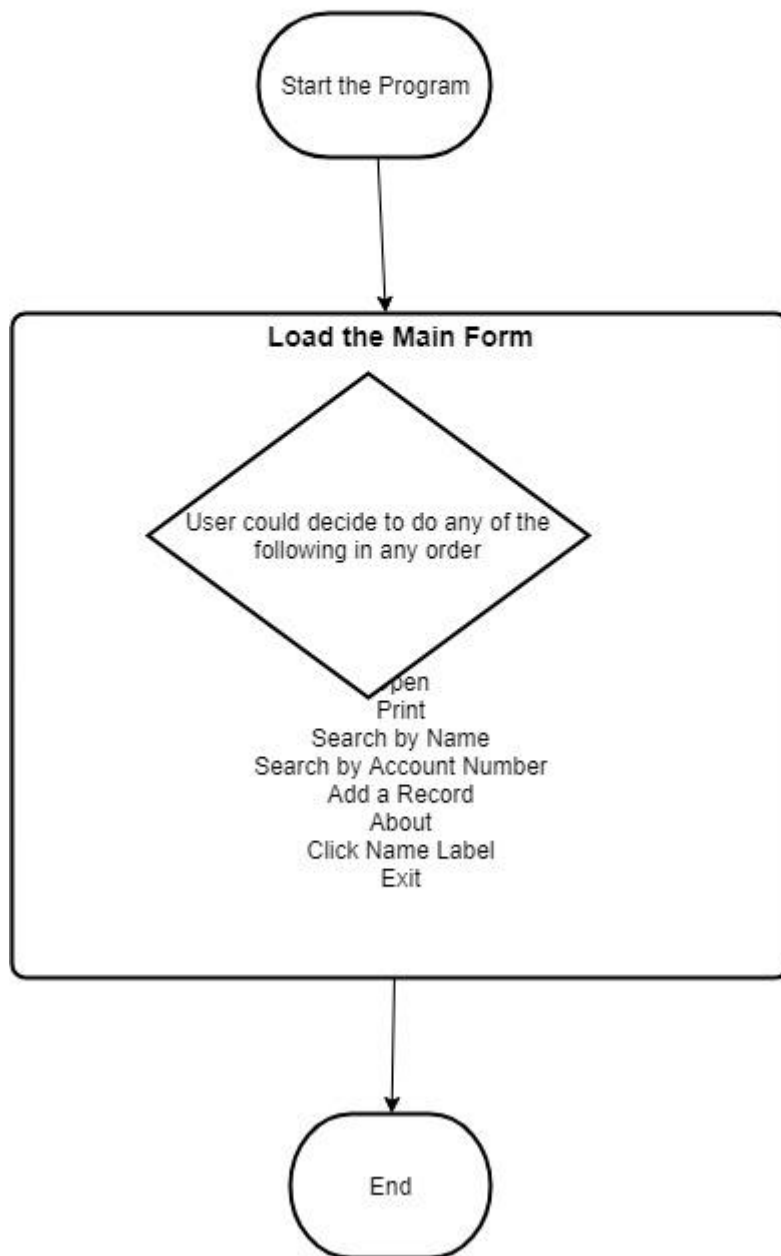 Start the Program
Load the Main Form
User could decide to do any of the
following in any order
Print
Search by Name
Search by Account Number
Add a Record
About
Click Name Label
Exit
End